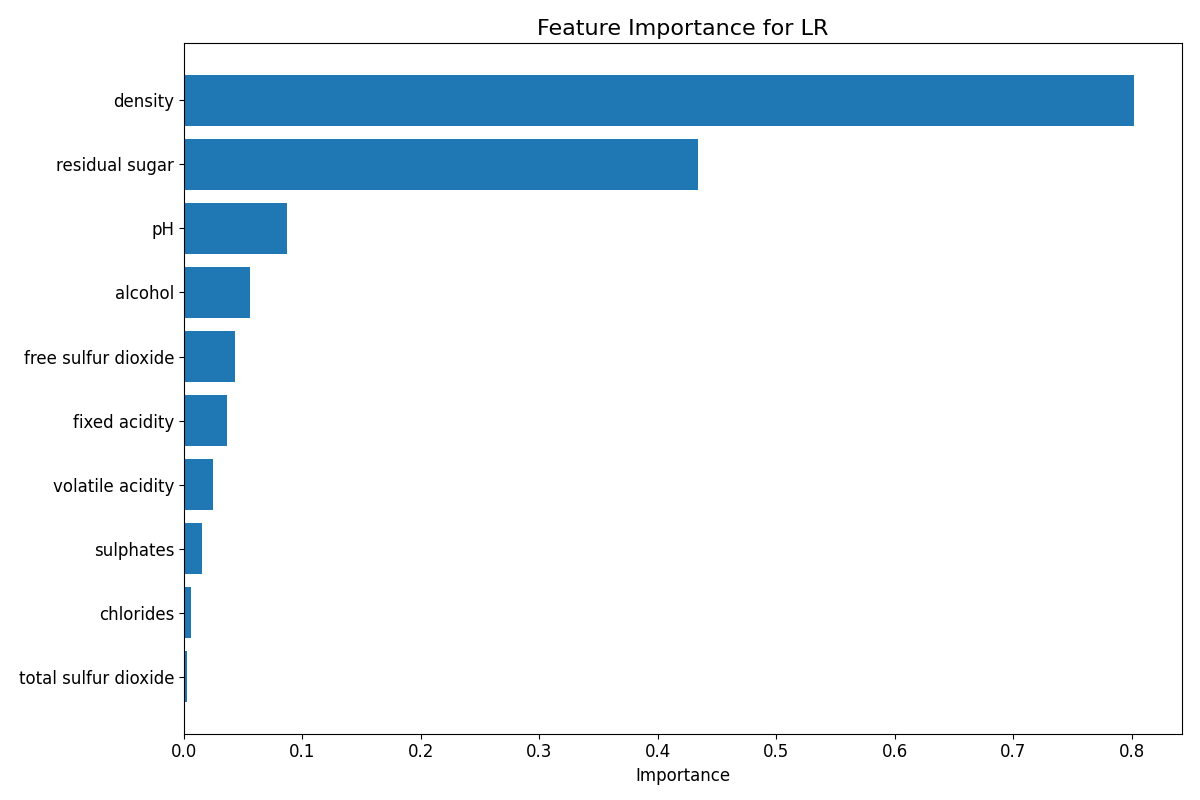 Feature Importance for LR
density
residual sugar
pH
alcohol
free sulfur dioxide
fixed acidity
volatile acidity
sulphates
chlorides
total sulfur dioxide
0.0 0.1 0.2 0.3 0.4 0.5 0.6 0.7 0.8
Importance